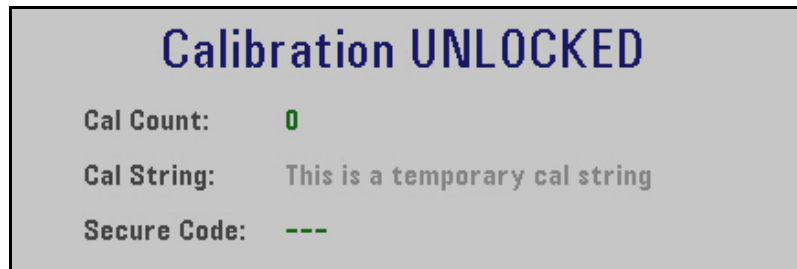 Calibration UNLOCKED
Cal Count: 0
Cal String: This is a temporary cal string
Secure Code: ---